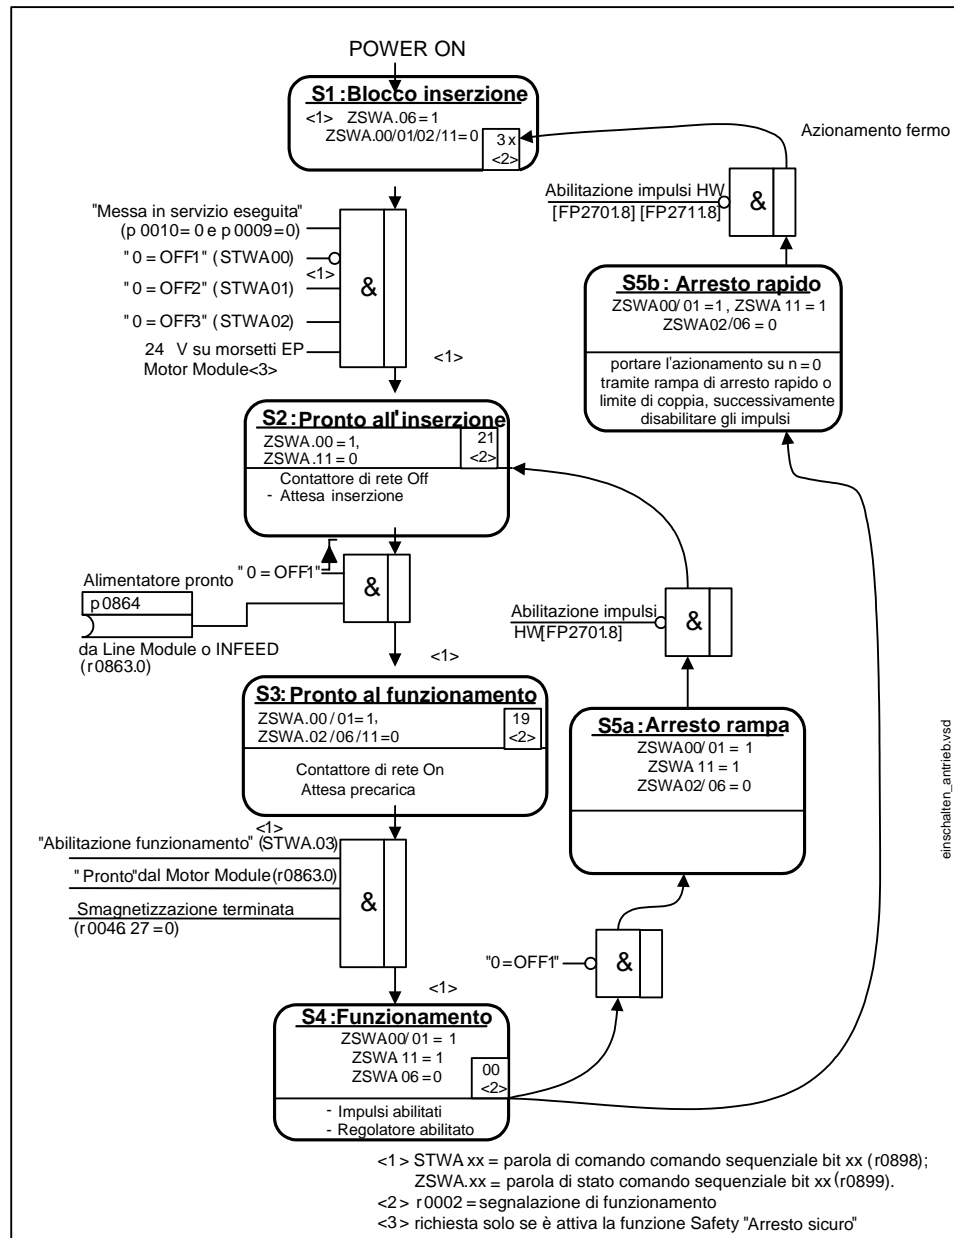 POWER ON
S1:Blocco inserzione
<1> ZSWA.06=1
ZSWA.00/01/02/11=0
3x
<2>
Azionamento fermo
Abilitazione impulsi HW
[FP2701.8] [FP2711.8]
&
"Messa in servizio eseguita"
(p0010=0 e p0009=0)
"0=OFF1" (STWA00)
<1>
"0=OFF2" (STWA01)
"0=OFF3" (STWA02)
24 V su morsetti EP
Motor Module<3>
&
<1>
S5b: Arresto rapido
ZSWA00/01=1, ZSWA 11=1
ZSWA02/06=0
portare l'azionamento su n=0
tramite rampa di arresto rapido o
limite di coppia, successivamente
disabilitare gli impulsi
S2:Pronto all'inserzione
ZSWA.00=1,
ZSWA.11=0
21
<2>
Contattore di rete Off
- Attesa inserzione
"0=OFF1"
&
Alimentatore pronto
p0864
da Line Module o INFEED
(r0863.0)
<1>
Abilitazione impulsi
HW[FP2701.8]
&
S3:Pronto al funzionamento
ZSWA.00/01=1,
ZSWA.02/06/11=0
19
<2>
Contattore di rete On
Attesa precarica
S5a:Arresto rampa
ZSWA00/01 = 1
ZSWA 11=1
ZSWA02/06 = 0
<1>
"Abilitazione funzionamento" (STWA.03)
"Pronto"dal Motor Module(r0863.0)
Smagnetizzazione terminata
(r0046.27=0)
&
<1>
"0=OFF1"
&
S4:Funzionamento
ZSWA00/01 = 1
ZSWA 11=1
ZSWA 06=0
00
<2>
- Impulsi abilitati
- Regolatore abilitato
einschalten_antrieb.vsd
<1> STWA xx = parola di comando comando sequenziale bit xx (r0898);
ZSWA.xx = parola di stato comando sequenziale bit xx (r0899).
<2> r0002=segnalazione di funzionamento
<3> richiesta solo se è attiva la funzione Safety "Arresto sicuro"